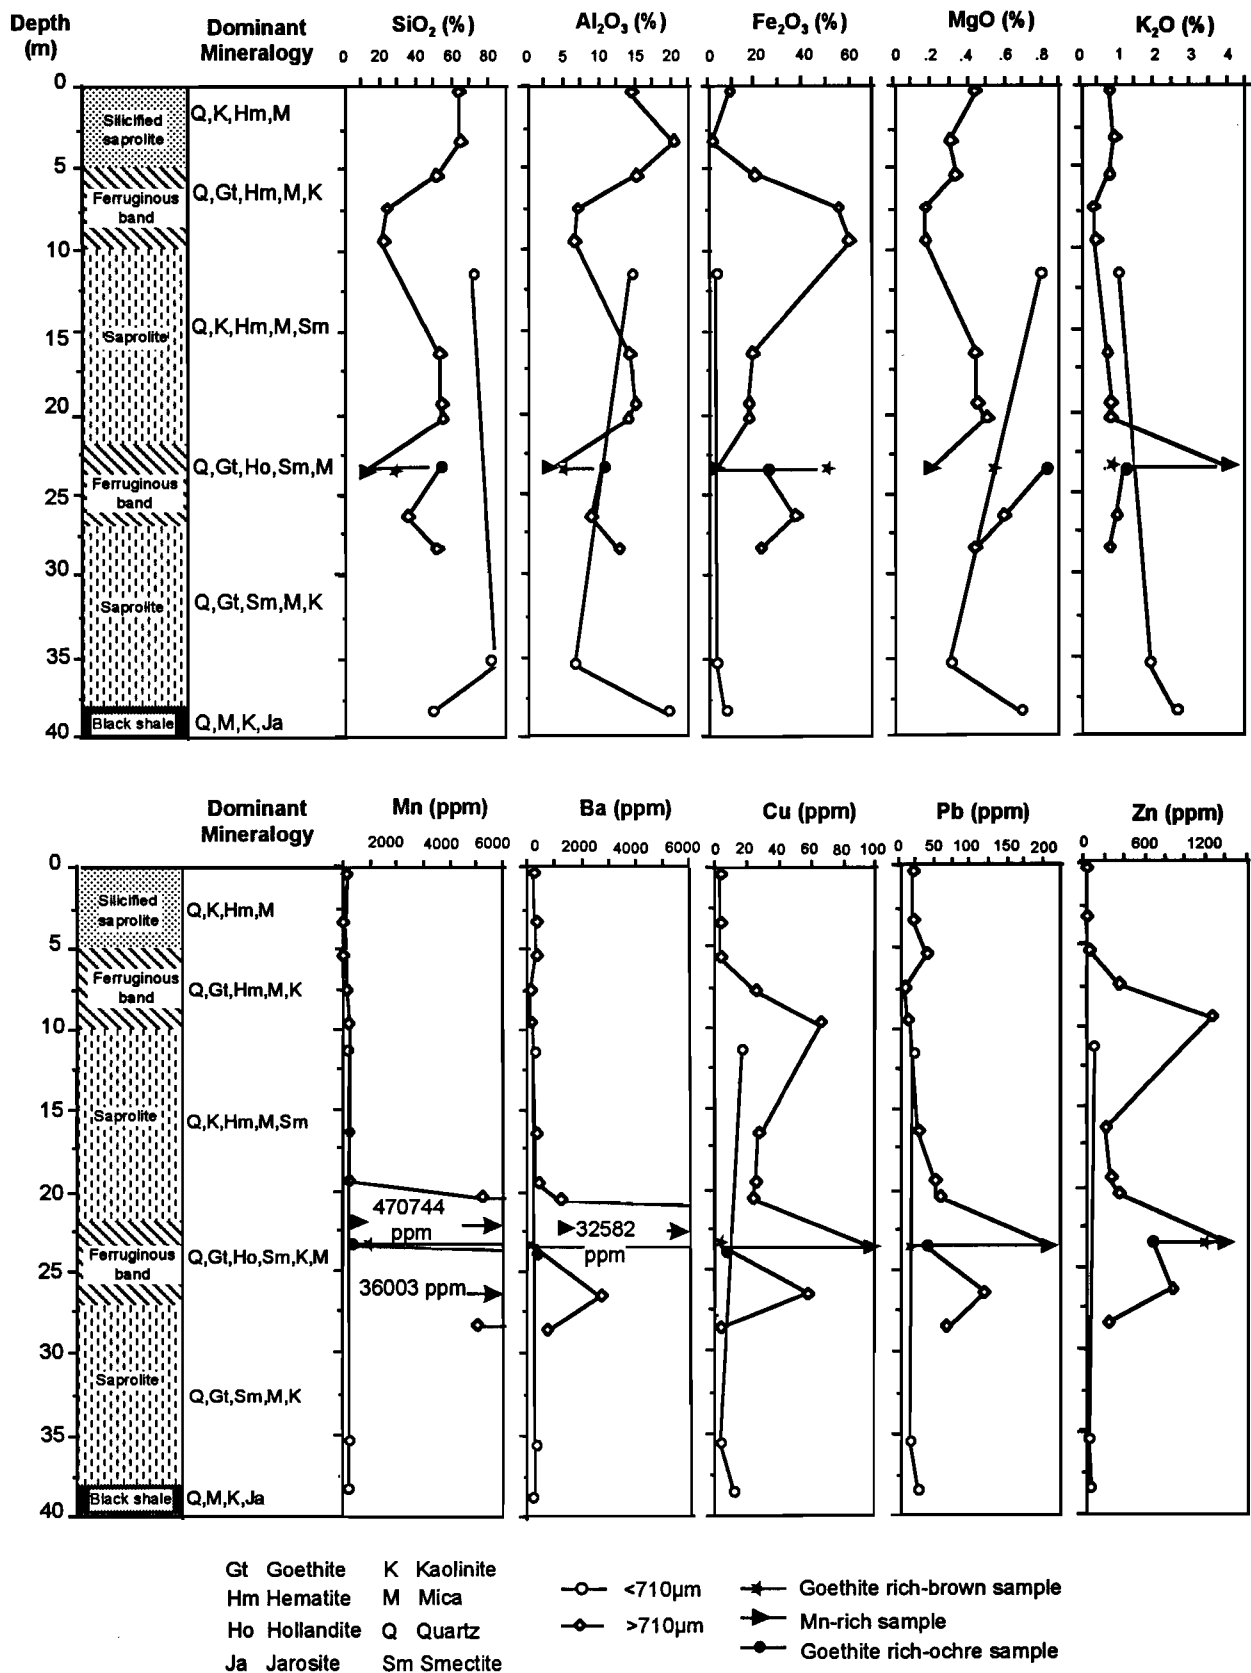 Depth (m)
Dominant Mineralogy
SiO₂ (%)
Al₂O₃ (%)
Fe₂O₃ (%)
MgO (%)
K₂O (%)
0 20 40 60 80
0 5 10 15 20
0 20 40 60
0 .2 .4 .6 .8
0 1 2 3 4
0
5
10
15
20
25
30
35
40
Silicified saprolite
Ferruginous band
Saprolite
Ferruginous band
Saprolite
Black shale
Q,K,Hm,M
Q,Gt,Hm,M,K
Q,K,Hm,M,Sm
Q,Gt,Ho,Sm,M
Q,Gt,Sm,M,K
Q,M,K,Ja
Dominant Mineralogy
Mn (ppm)
Ba (ppm)
Cu (ppm)
Pb (ppm)
Zn (ppm)
2000 4000 6000
0 2000 4000 6000
0 20 40 60 80 100
0 50 100 150 200
0 600 1200
0
5
10
15
20
25
30
35
40
Silicified saprolite
Ferruginous band
Saprolite
Ferruginous band
Saprolite
Black shale
Q,K,Hm,M
Q,Gt,Hm,M,K
Q,K,Hm,M,Sm
Q,Gt,Ho,Sm,K,M
Q,Gt,Sm,M,K
Q,M,K,Ja
470744 ppm
36003 ppm
32582 ppm
Gt Goethite K Kaolinite
Hm Hematite M Mica
Ho Hollandite Q Quartz
Ja Jarosite Sm Smectite
<710µm
>710µm
Goethite rich-brown sample
Mn-rich sample
Goethite rich-ochre sample